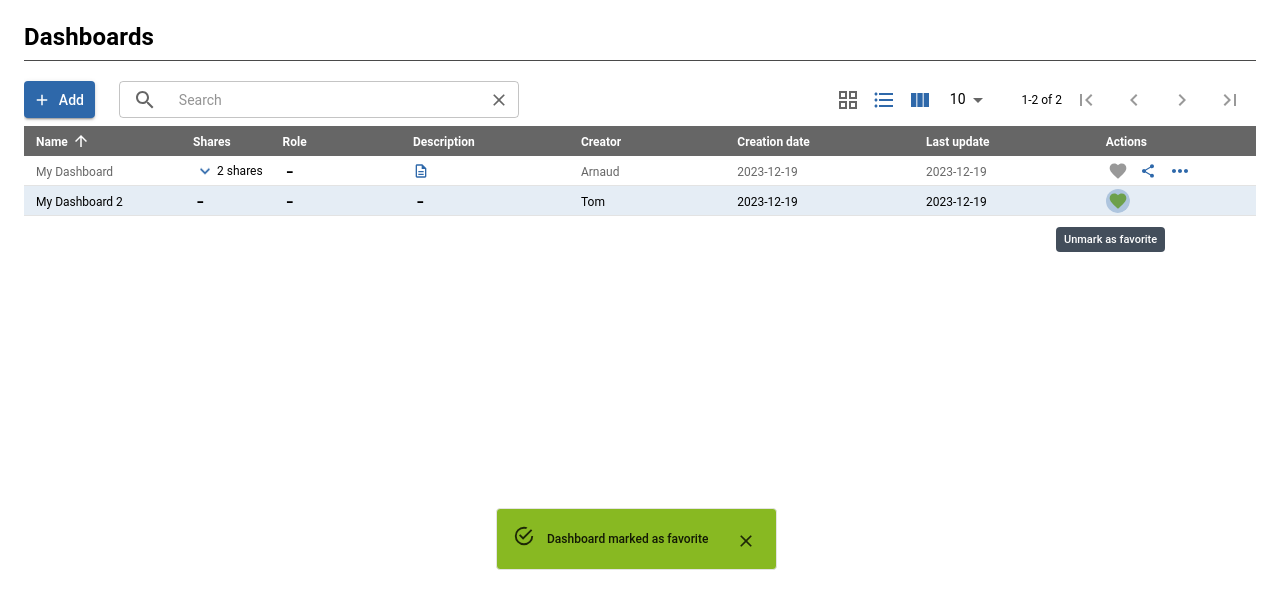 Dashboards
Add
Search
10
1-2 of 2
Name Shares Role Description Creator Creation date Last update Actions
My Dashboard 2 shares – Arnaud 2023-12-19 2023-12-19
My Dashboard 2 – – – Tom 2023-12-19 2023-12-19
Unmark as favorite
Dashboard marked as favorite